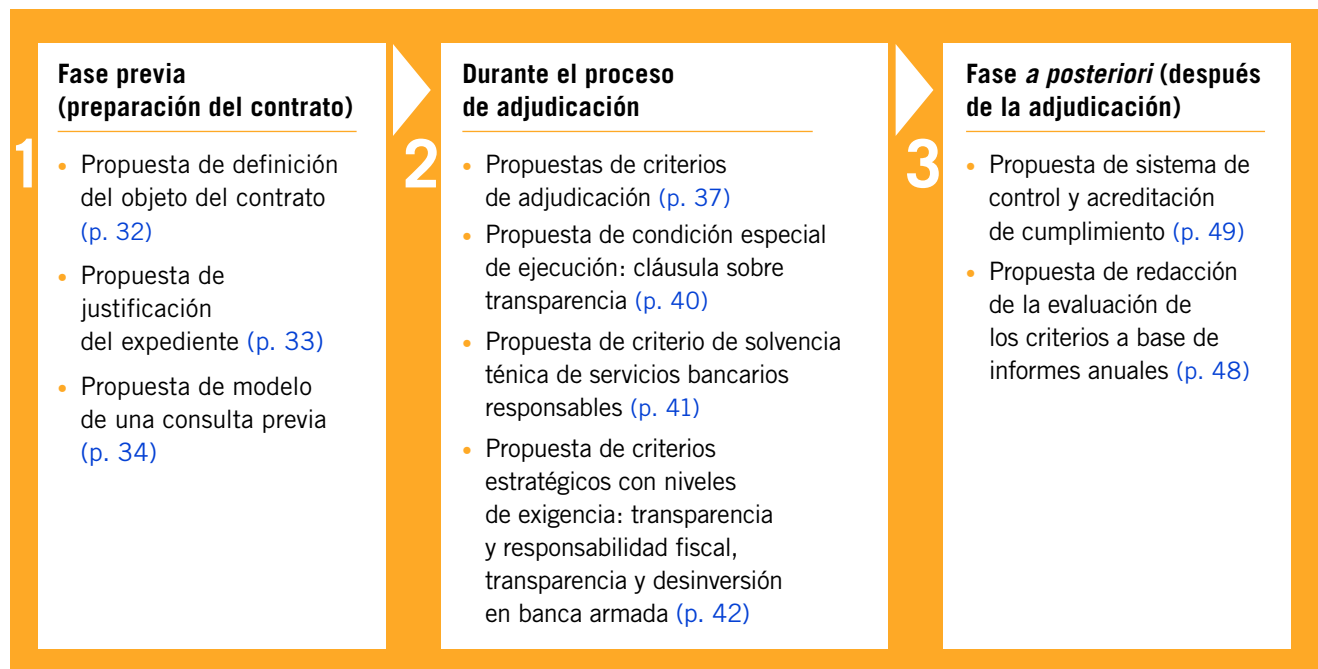 1
Fase previa
(preparación del contrato)
• Propuesta de definición
del objeto del contrato
(p. 32)
• Propuesta de
justificación
del expediente (p. 33)
• Propuesta de modelo
de una consulta previa
(p. 34)
2
Durante el proceso
de adjudicación
• Propuestas de criterios
de adjudicación (p. 37)
• Propuesta de condición especial
de ejecución: cláusula sobre
transparencia (p. 40)
• Propuesta de criterio de solvencia
ténica de servicios bancarios
responsables (p. 41)
• Propuesta de criterios
estratégicos con niveles
de exigencia: transparencia
y responsabilidad fiscal,
transparencia y desinversión
en banca armada (p. 42)
3
Fase a posteriori (después
de la adjudicación)
• Propuesta de sistema de
control y acreditación
de cumplimiento (p. 49)
• Propuesta de redacción
de la evaluación de
los criterios a base de
informes anuales (p. 48)